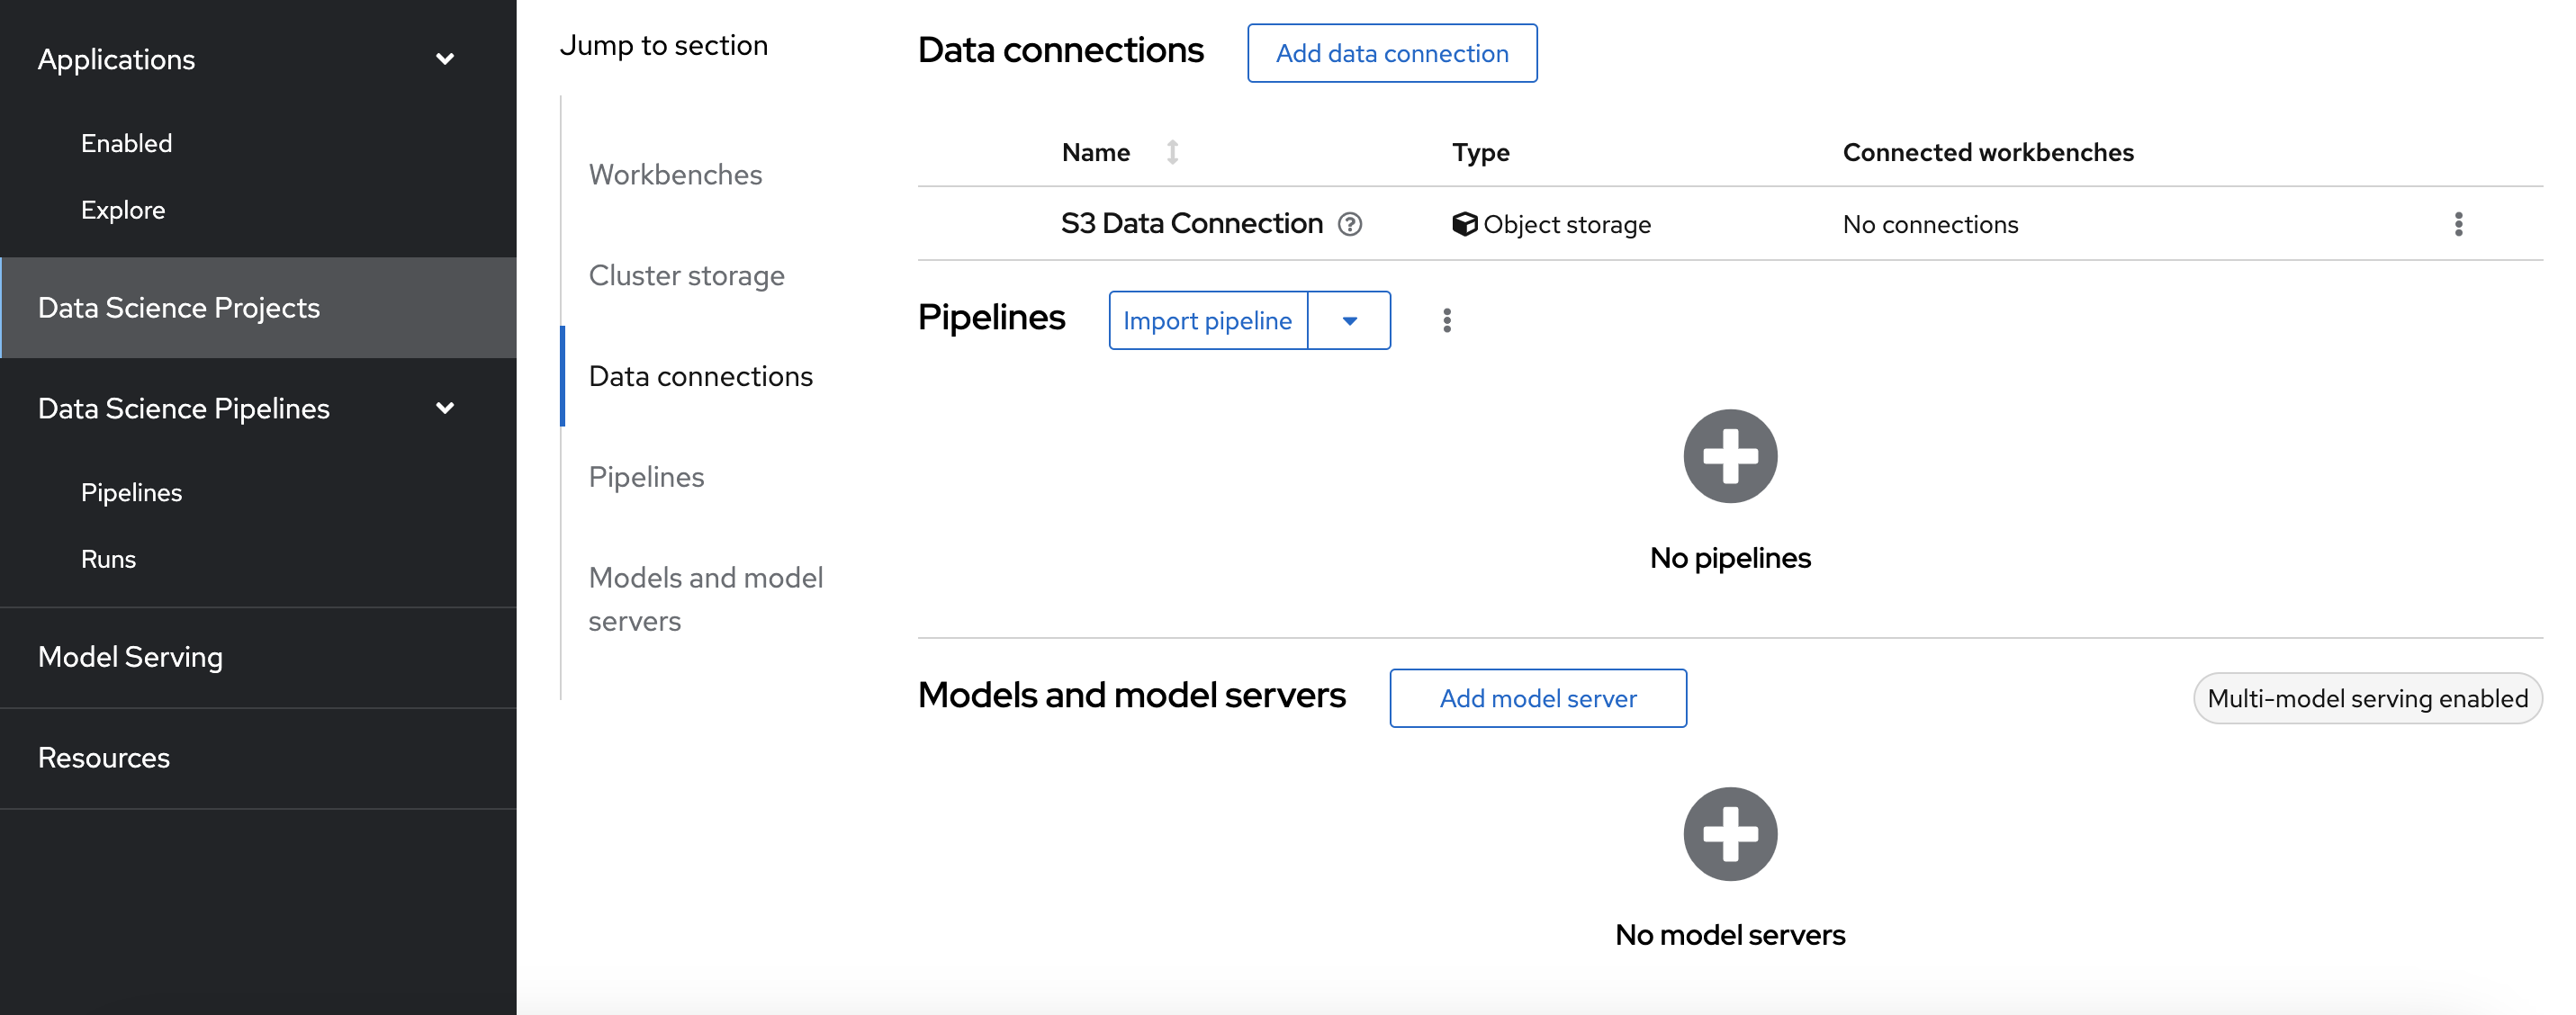 Applications
Enabled
Explore
Data Science Projects
Data Science Pipelines
Pipelines
Runs
Model Serving
Resources
Jump to section
Workbenches
Cluster storage
Data connections
Pipelines
Models and model
servers
Data connections
Add data connection
Name
Type
Connected workbenches
S3 Data Connection
Object storage
No connections
Pipelines
Import pipeline
No pipelines
Models and model servers
Add model server
Multi-model serving enabled
No model servers